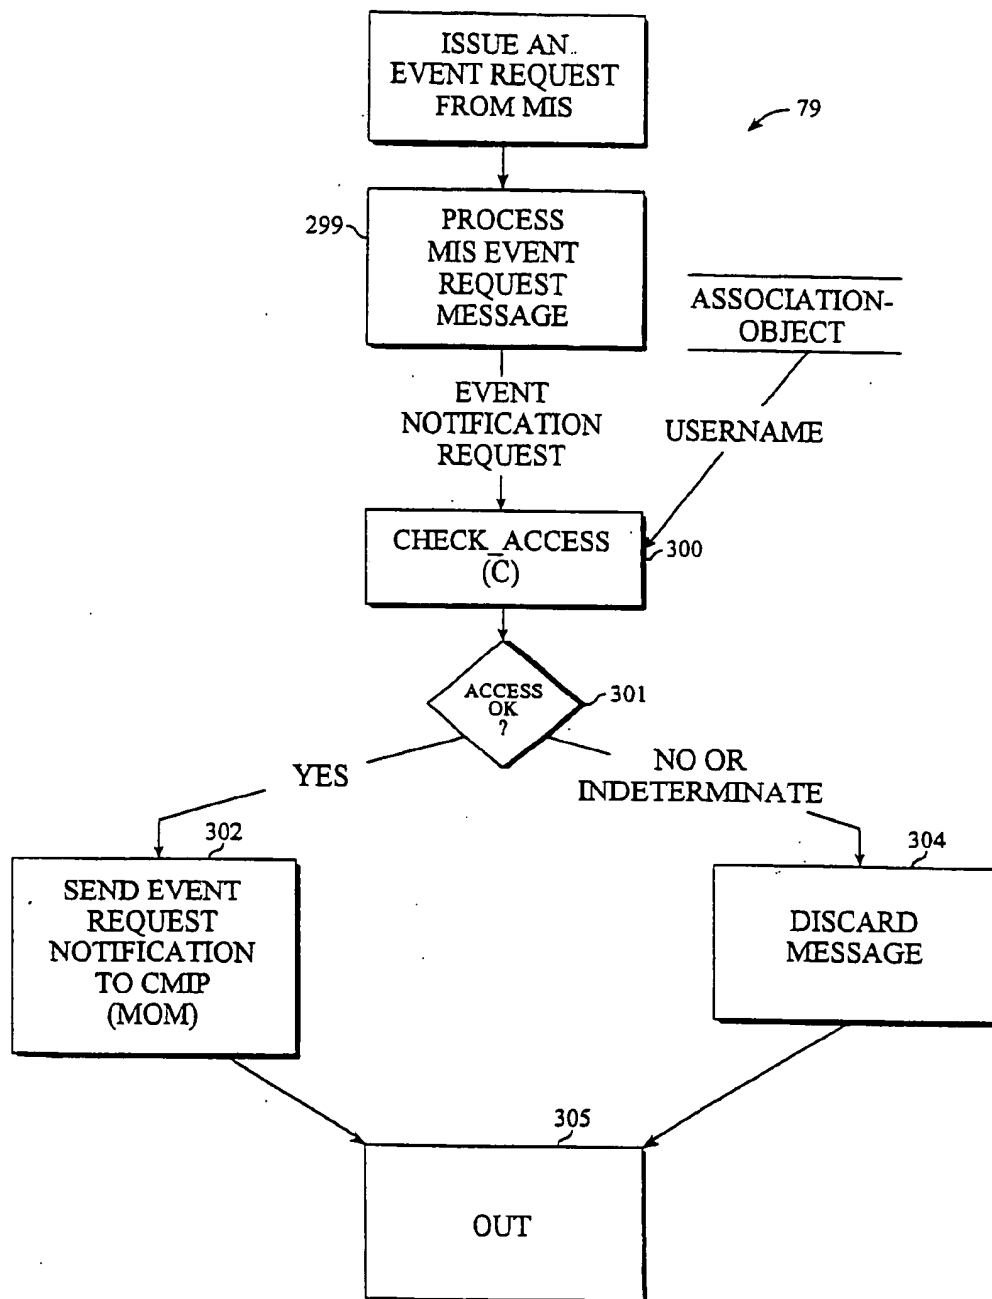 ISSUE AN
EVENT REQUEST
FROM MIS
79
299
PROCESS
MIS EVENT
REQUEST
MESSAGE
ASSOCIATION-
OBJECT
EVENT
NOTIFICATION
REQUEST
USERNAME
CHECK_ACCESS
(C)
300
ACCESS
OK
?
301
YES
NO OR
INDETERMINATE
302
SEND EVENT
REQUEST
NOTIFICATION
TO CMIP
(MOM)
304
DISCARD
MESSAGE
305
OUT